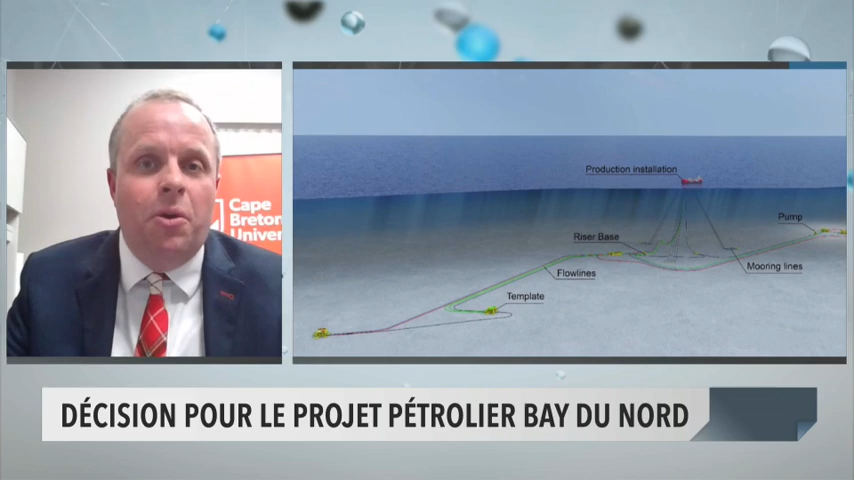 Cape
Breton
Univer
Production installation
Pump
Riser Base
Mooring lines
Flowlines
Template
DÉCISION POUR LE PROJET PÉTROLIER BAY DU NORD